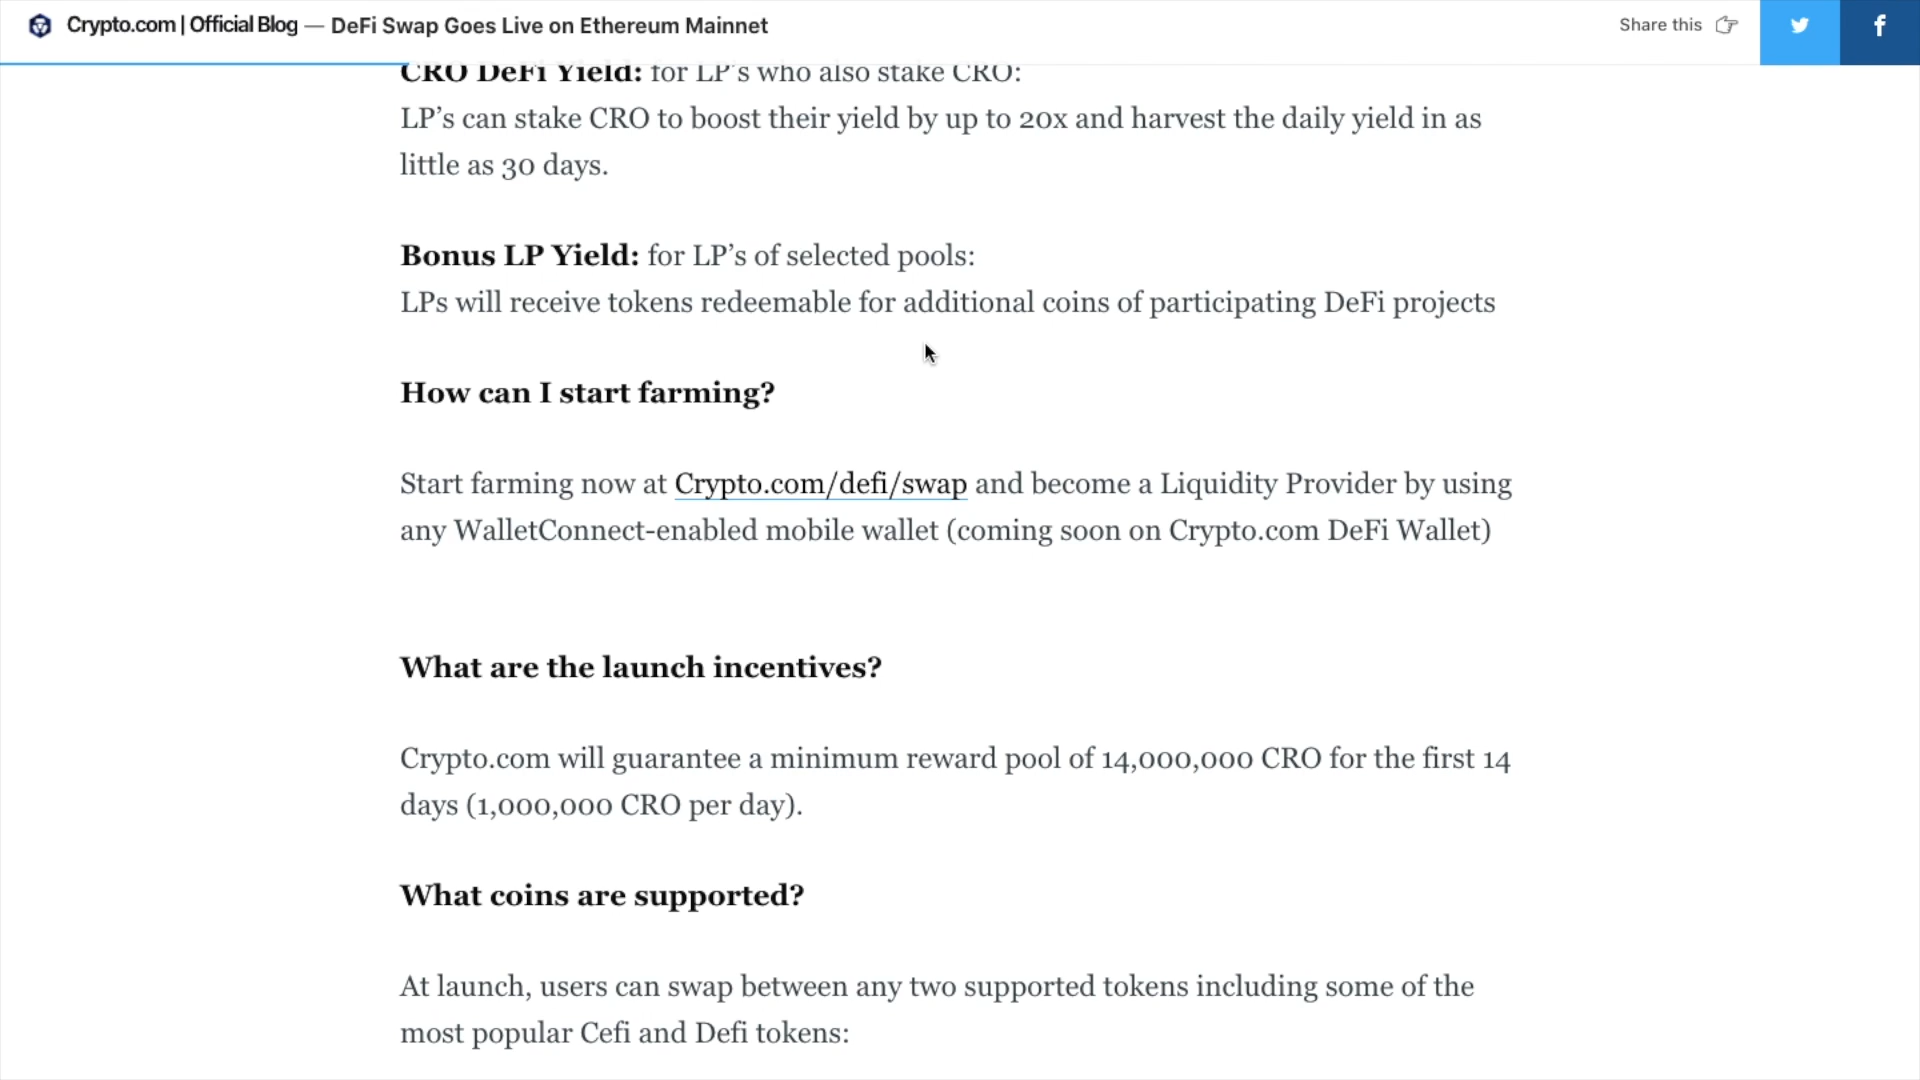 Crypto.com | Official Blog — DeFi Swap Goes Live on Ethereum Mainnet
Share this
CRO DeFi Yield: for LP's who also stake CRO:
LP’s can stake CRO to boost their yield by up to 20x and harvest the daily yield in as
little as 30 days.
Bonus LP Yield: for LP’s of selected pools:
LPs will receive tokens redeemable for additional coins of participating DeFi projects
How can I start farming?
Start farming now at Crypto.com/defi/swap and become a Liquidity Provider by using
any WalletConnect-enabled mobile wallet (coming soon on Crypto.com DeFi Wallet)
What are the launch incentives?
Crypto.com will guarantee a minimum reward pool of 14,000,000 CRO for the first 14
days (1,000,000 CRO per day).
What coins are supported?
At launch, users can swap between any two supported tokens including some of the
most popular Cefi and Defi tokens: